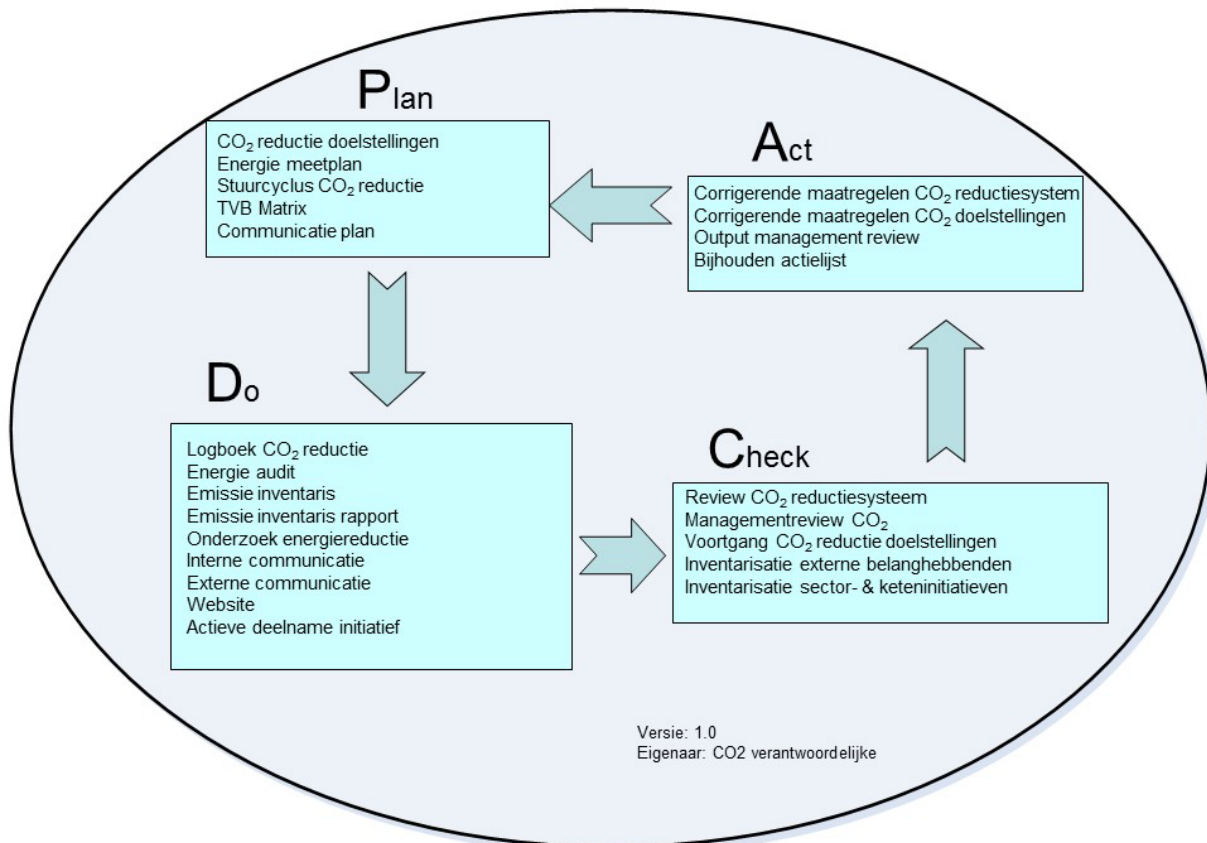 Plan
CO₂ reductie doelstellingen
Energie meetplan
Stuurcyclus CO₂ reductie
TVB Matrix
Communicatie plan
Act
Corrigerende maatregelen CO₂ reductiesystem
Corrigerende maatregelen CO₂ doelstellingen
Output management review
Bijhouden actielijst
Do
Logboek CO₂ reductie
Energie audit
Emissie inventaris
Emissie inventaris rapport
Onderzoek energiereductie
Interne communicatie
Externe communicatie
Website
Actieve deelname initiatief
Check
Review CO₂ reductiesysteem
Managementreview CO₂
Voortgang CO₂ reductie doelstellingen
Inventarisatie externe belanghebbenden
Inventarisatie sector- & keteninitiatieven
Versie: 1.0
Eigenaar: CO2 verantwoordelijke